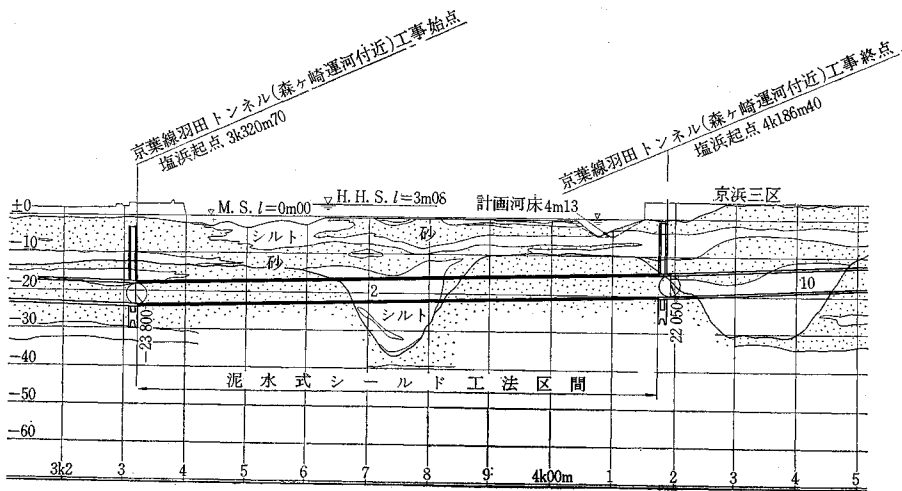 京葉線羽田トンネル(森ヶ崎運河付近)工事始点
塩浜起点 3k320m70
京葉線羽田トンネル(森ヶ崎運河付近)工事終点
塩浜起点 4k186m40
京浜三区
±0
M. S. l=0m00
H. H. S. l=3m08
計画河床4m13
シルト
砂
-10
砂
-20
2
10
シルト
-30
-23 800
-22 050
-40
泥水式シールド工法区間
-50
-60
3k2 3 4 5 6 7 8 9 4k00m 1 2 3 4 5